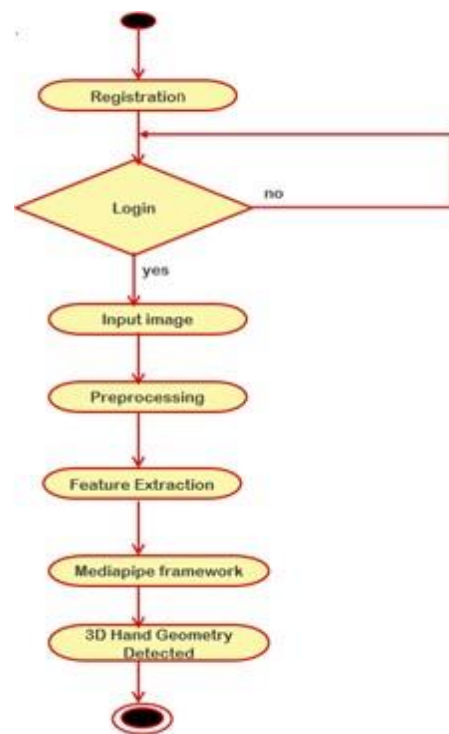 Registration
Login
no
yes
Input image
Preprocessing
Feature Extraction
Mediapipe framework
3D Hand Geometry
Detected